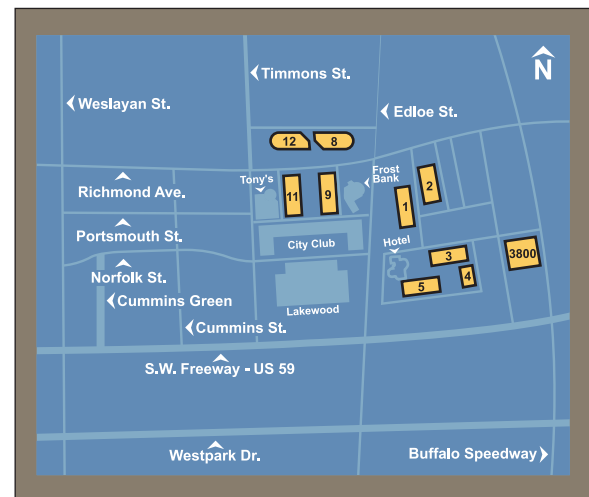 Timmons St.
N
Weslayan St.
Edloe St.
12
8
Tony's
Frost
Bank
Richmond Ave.
11
9
2
1
Portsmouth St.
City Club
Hotel
3
3800
Norfolk St.
4
5
Cummins Green
Lakewood
Cummins St.
S.W. Freeway - US 59
Westpark Dr.
Buffalo Speedway